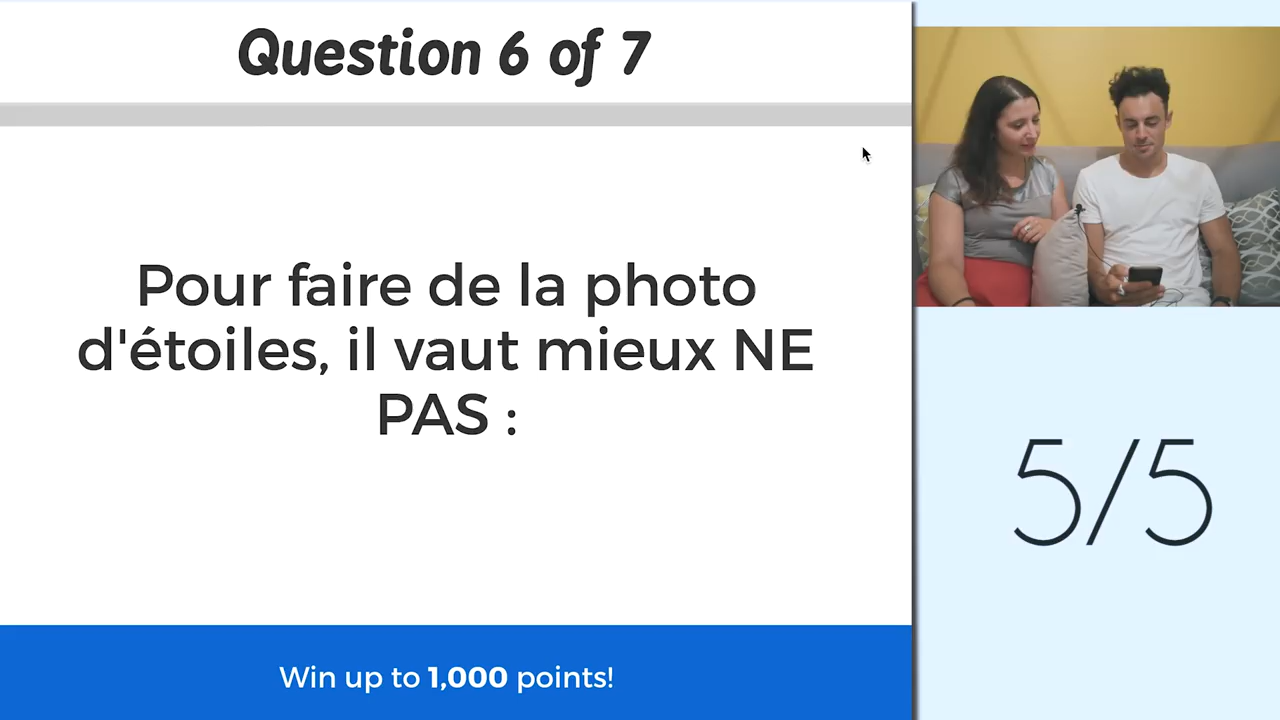 Question 6 of 7
Pour faire de la photo
d'étoiles, il vaut mieux NE
PAS :
5/5
Win up to 1,000 points!